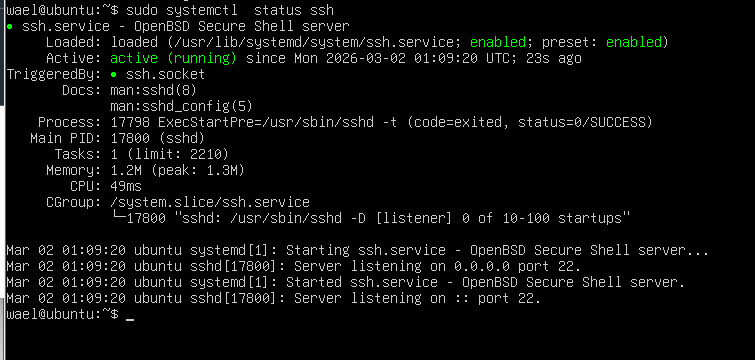 wael@ubuntu:~$ sudo systemctl  status ssh
● ssh.service - OpenBSD Secure Shell server
     Loaded: loaded (/usr/lib/systemd/system/ssh.service; enabled; preset: enabled)
     Active: active (running) since Mon 2026-03-02 01:09:20 UTC; 23s ago
TriggeredBy: ● ssh.socket
       Docs: man:sshd(8)
             man:sshd_config(5)
    Process: 17798 ExecStartPre=/usr/sbin/sshd -t (code=exited, status=0/SUCCESS)
   Main PID: 17800 (sshd)
      Tasks: 1 (limit: 2210)
     Memory: 1.2M (peak: 1.3M)
        CPU: 49ms
     CGroup: /system.slice/ssh.service
             └─17800 "sshd: /usr/sbin/sshd -D [listener] 0 of 10-100 startups"

Mar 02 01:09:20 ubuntu systemd[1]: Starting ssh.service - OpenBSD Secure Shell server...
Mar 02 01:09:20 ubuntu sshd[17800]: Server listening on 0.0.0.0 port 22.
Mar 02 01:09:20 ubuntu systemd[1]: Started ssh.service - OpenBSD Secure Shell server.
Mar 02 01:09:20 ubuntu sshd[17800]: Server listening on :: port 22.
wael@ubuntu:~$ _